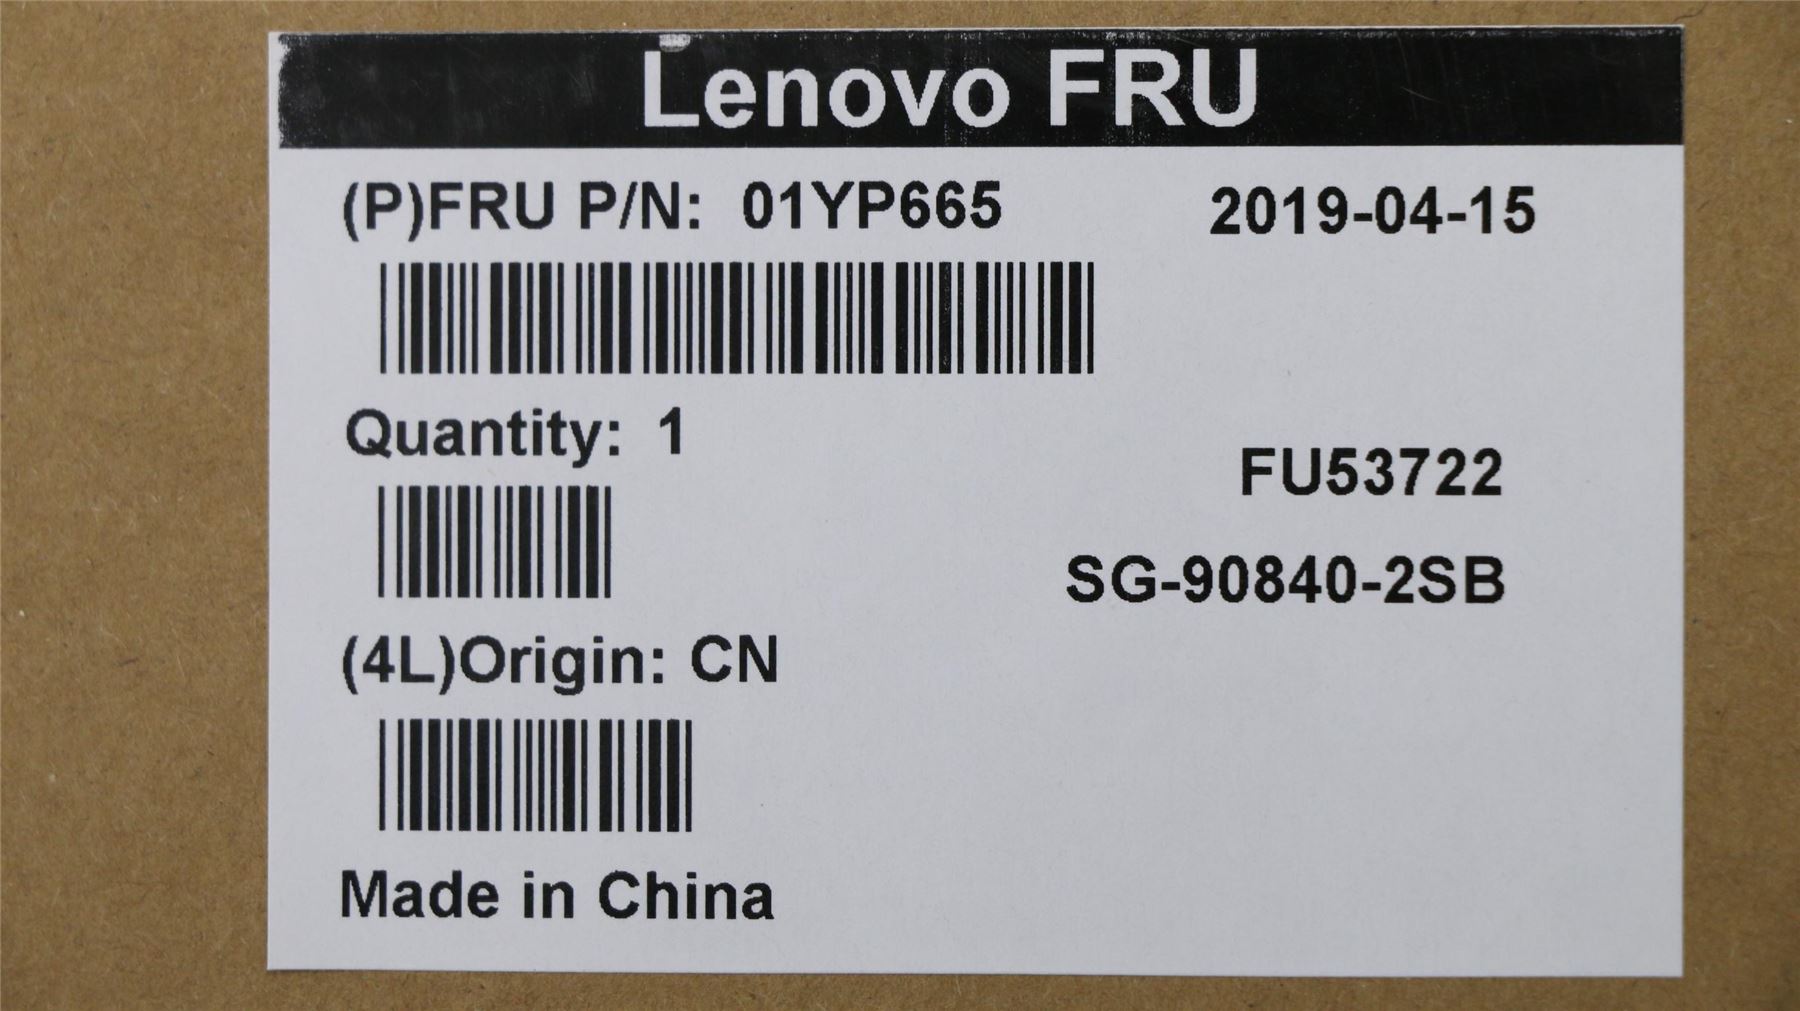 Lenovo FRU
(P)FRU P/N: 01YP665 2019-04-15
Quantity: 1
FU53722
SG-90840-2SB
(4L)Origin: CN
Made in China